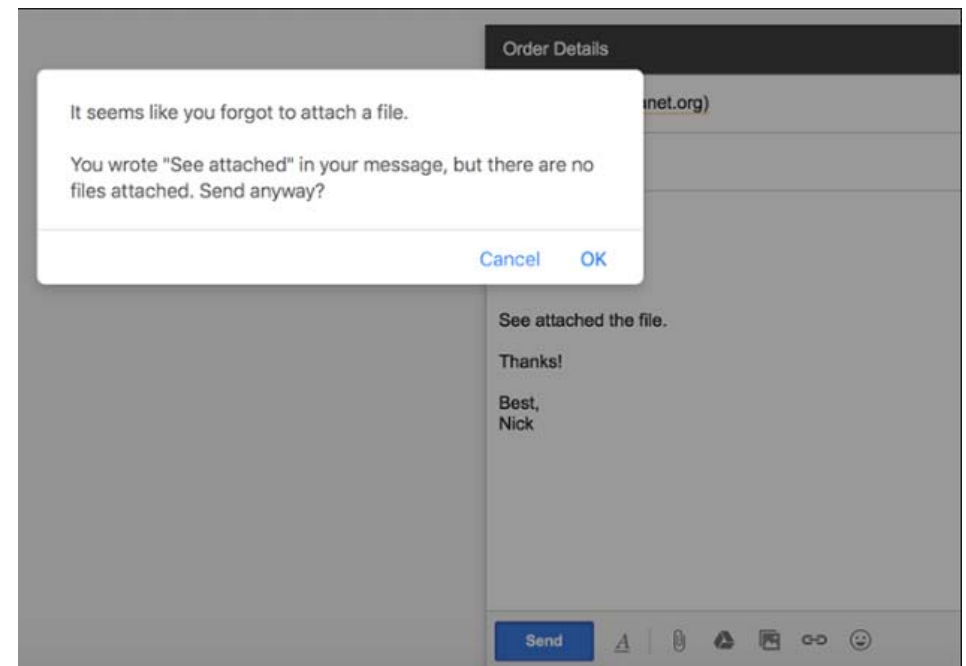 Order Details
It seems like you forgot to attach a file.
anet.org)
You wrote "See attached" in your message, but there are no
files attached. Send anyway?
Cancel OK
See attached the file.
Thanks!
Best,
Nick
Send A